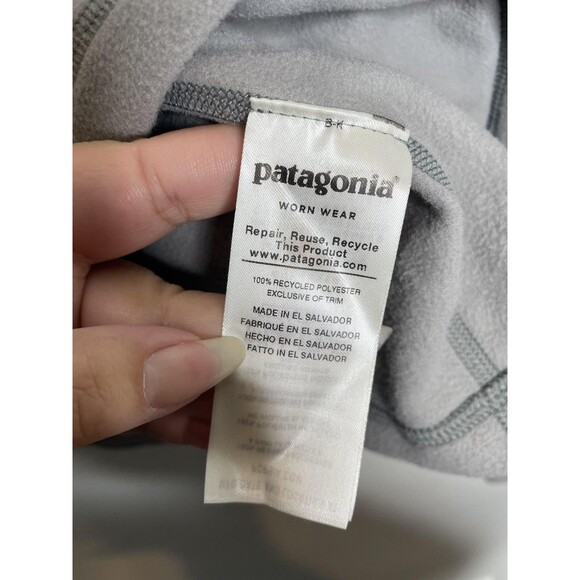 B-K
patagonia®
WORN WEAR
Repair, Reuse, Recycle
This Product
www.patagonia.com
100% RECYCLED POLYESTER
EXCLUSIVE OF TRIM
MADE IN EL SALVADOR
FABRIQUÉ EN EL SALVADOR
HECHO EN EL SALVADOR
FATTO IN EL SALVADOR